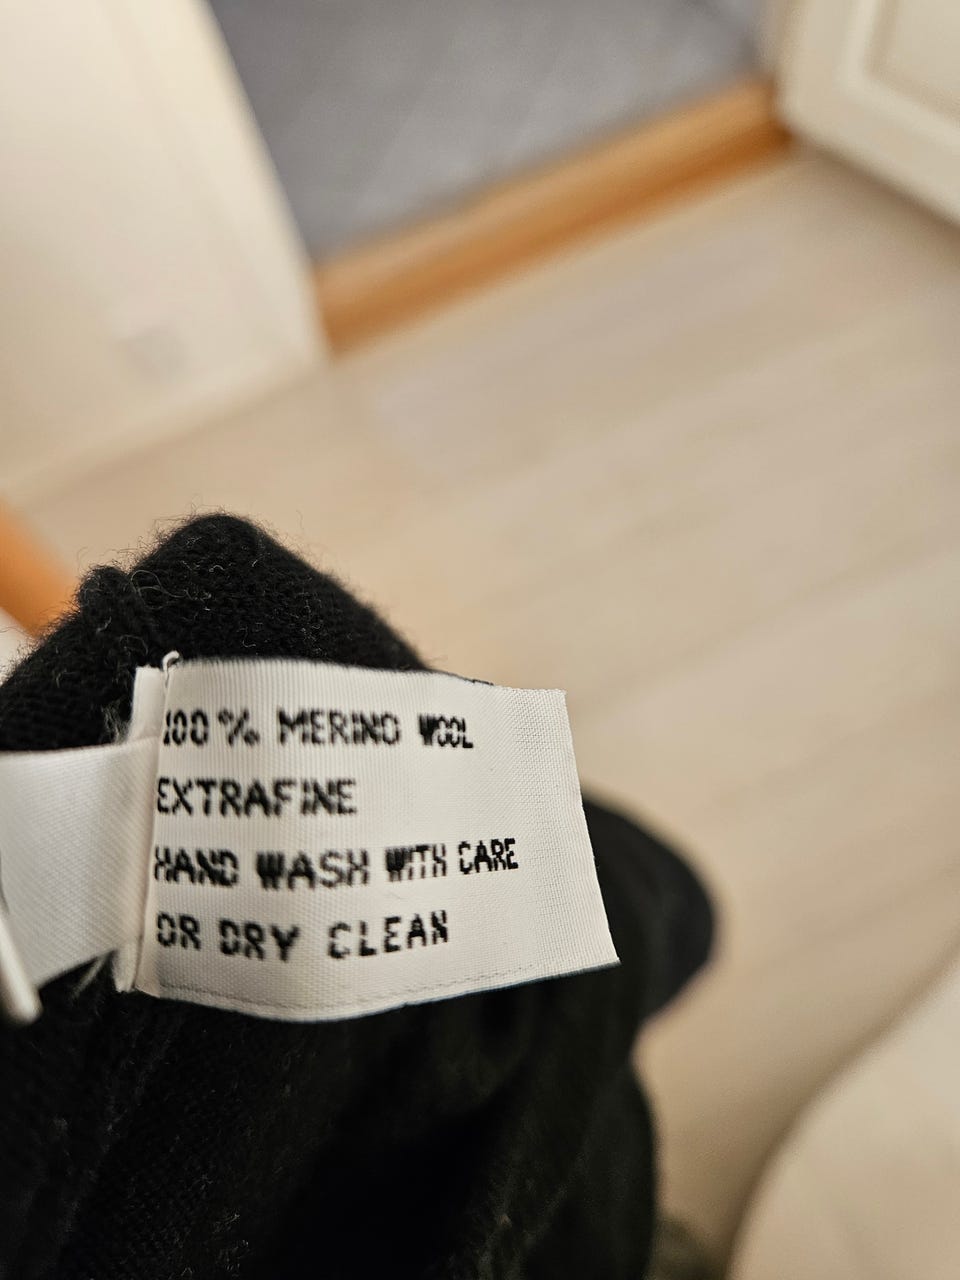 100% MERINO WOOL
EXTRAFINE
HAND WASH WITH CARE
OR DRY CLEAN